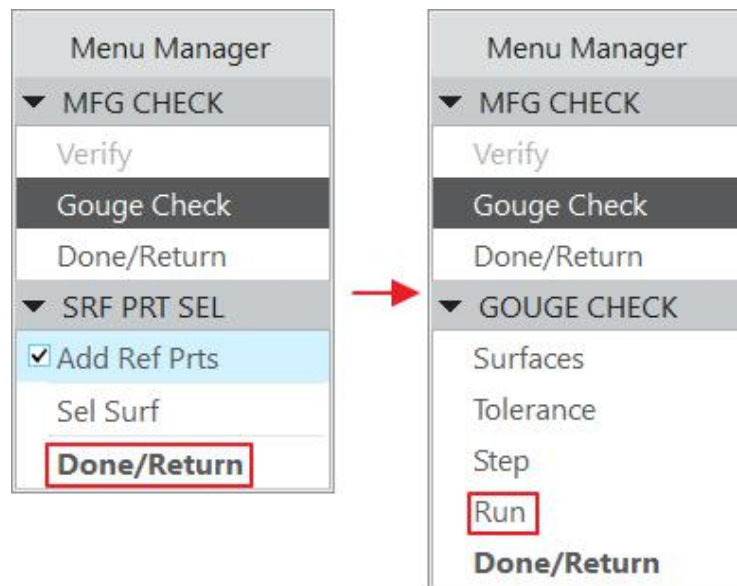 Menu Manager
MFG CHECK
Verify
Gouge Check
Done/Return
SRF PRT SEL
Add Ref Prts
Sel Surf
Done/Return
Menu Manager
MFG CHECK
Verify
Gouge Check
Done/Return
GOUGE CHECK
Surfaces
Tolerance
Step
Run
Done/Return